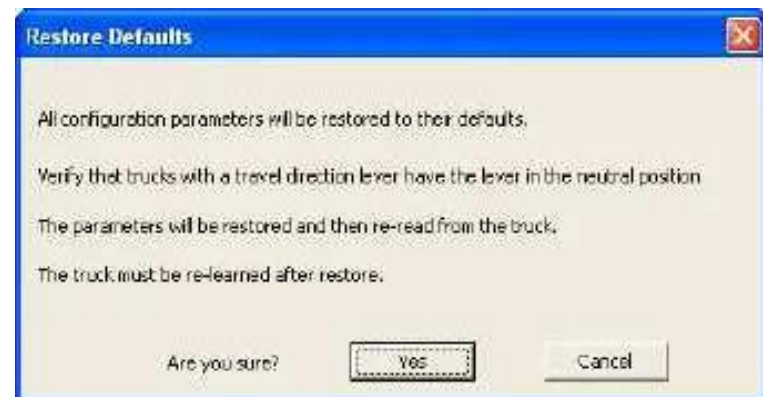 Restore Defaults
All configuration parameters will be restored to their defaults.
Verify that trucks with a travel direction lever have the lever in the neutral position
The parameters will be restored and then re-read from the truck.
The truck must be re-learned after restore.
Are you sure? Yes Cancel